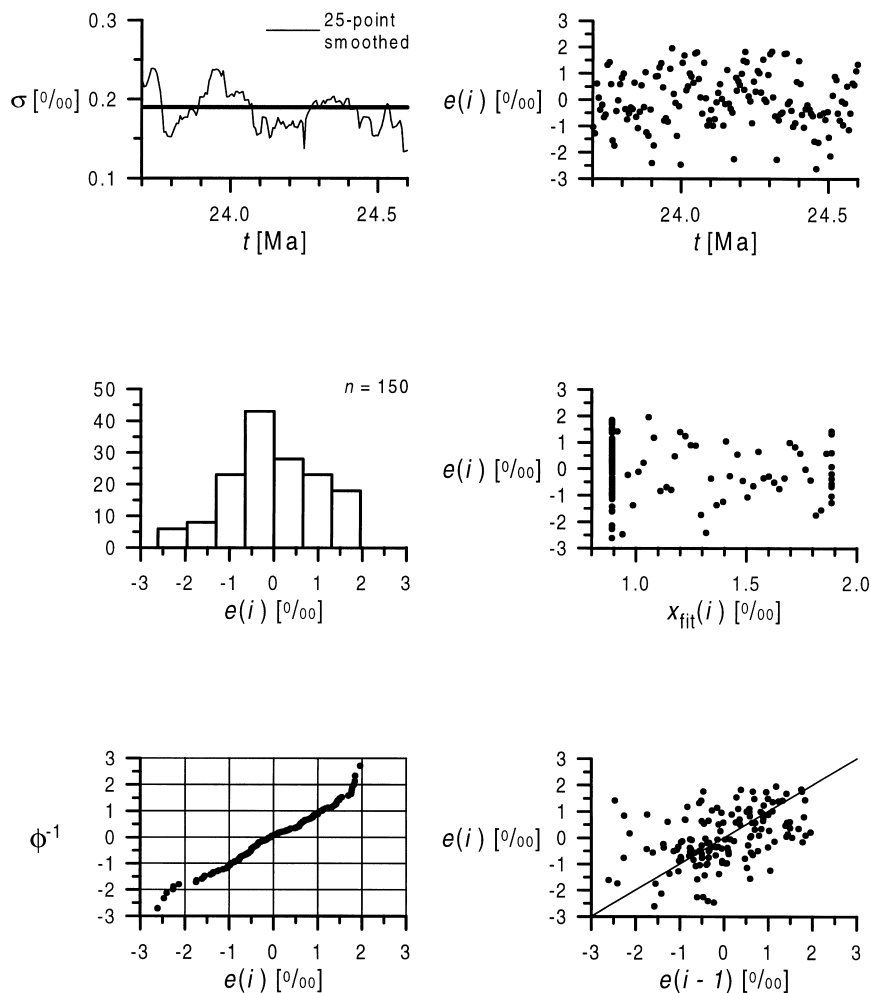 0.3
0.2
0.1
σ [0/00]
25-point
smoothed
24.0
24.5
t [Ma]
3
2
1
0
-1
-2
-3
e(i) [0/00]
24.0
24.5
t [Ma]
50
40
30
20
10
0
n = 150
-3 -2 -1 0 1 2 3
e(i) [0/00]
3
2
1
0
-1
-2
-3
e(i) [0/00]
1.0 1.5 2.0
xfit(i) [0/00]
3
2
1
0
-1
-2
-3
ϕ-1
-3 -2 -1 0 1 2 3
e(i) [0/00]
3
2
1
0
-1
-2
-3
e(i) [0/00]
-3 -2 -1 0 1 2 3
e(i - 1) [0/00]